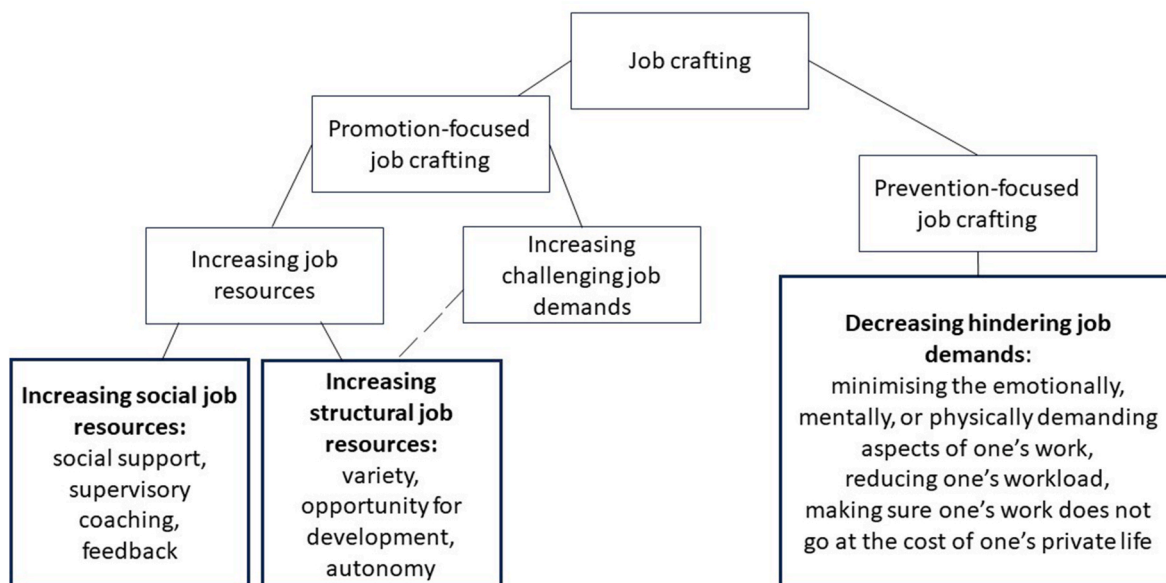 Job crafting
Promotion-focused
job crafting
Prevention-focused
job crafting
Increasing job
resources
Increasing
challenging job
demands
Increasing social job
resources:
social support,
supervisory
coaching,
feedback
Increasing
structural job
resources:
variety,
opportunity for
development,
autonomy
Decreasing hindering job
demands:
minimising the emotionally,
mentally, or physically demanding
aspects of one’s work,
reducing one’s workload,
making sure one’s work does not
go at the cost of one’s private life